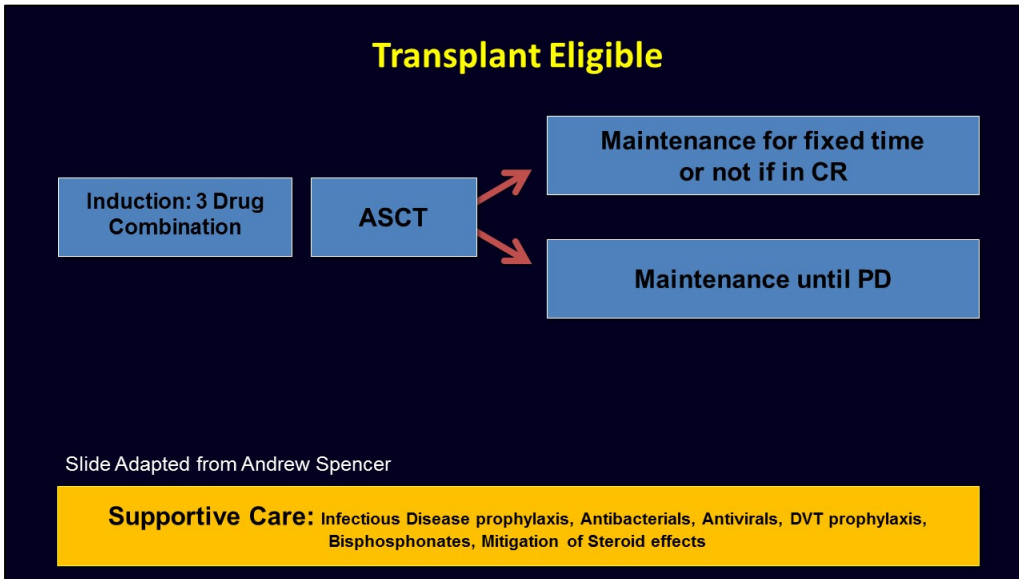 Transplant Eligible
Induction: 3 Drug
Combination
ASCT
Maintenance for fixed time
or not if in CR
Maintenance until PD
Slide Adapted from Andrew Spencer
Supportive Care: Infectious Disease prophylaxis, Antibacterials, Antivirals, DVT prophylaxis,
Bisphosphonates, Mitigation of Steroid effects